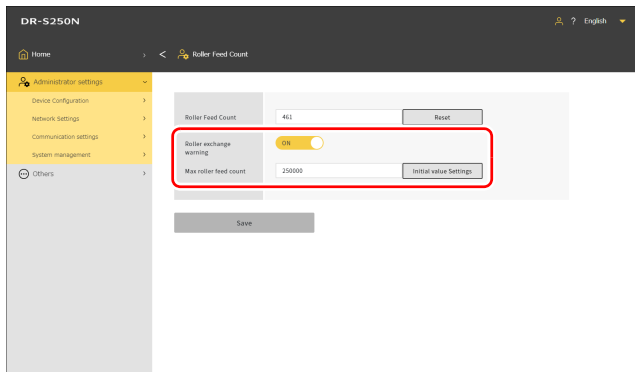 DR-S250N
? English
Home
Roller Feed Count
Administrator settings
Device Configuration
Network Settings
Communication settings
System management
Others
Roller Feed Count 461 Reset
Roller exchange
warning
ON
Max roller feed count 250000 Initial value Settings
Save